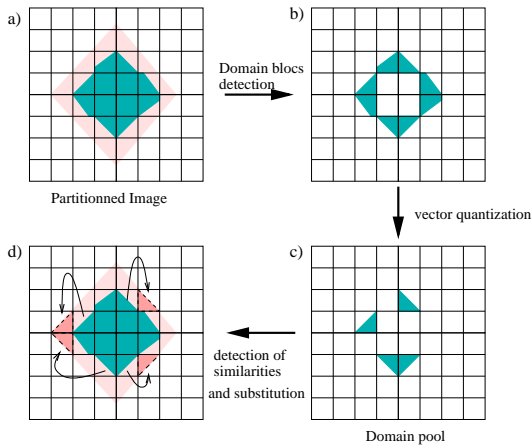 a)
b)
Domain blocs
detection
Partitionned Image
vector quantization
d)
c)
detection of
similarities
and substitution
Domain pool